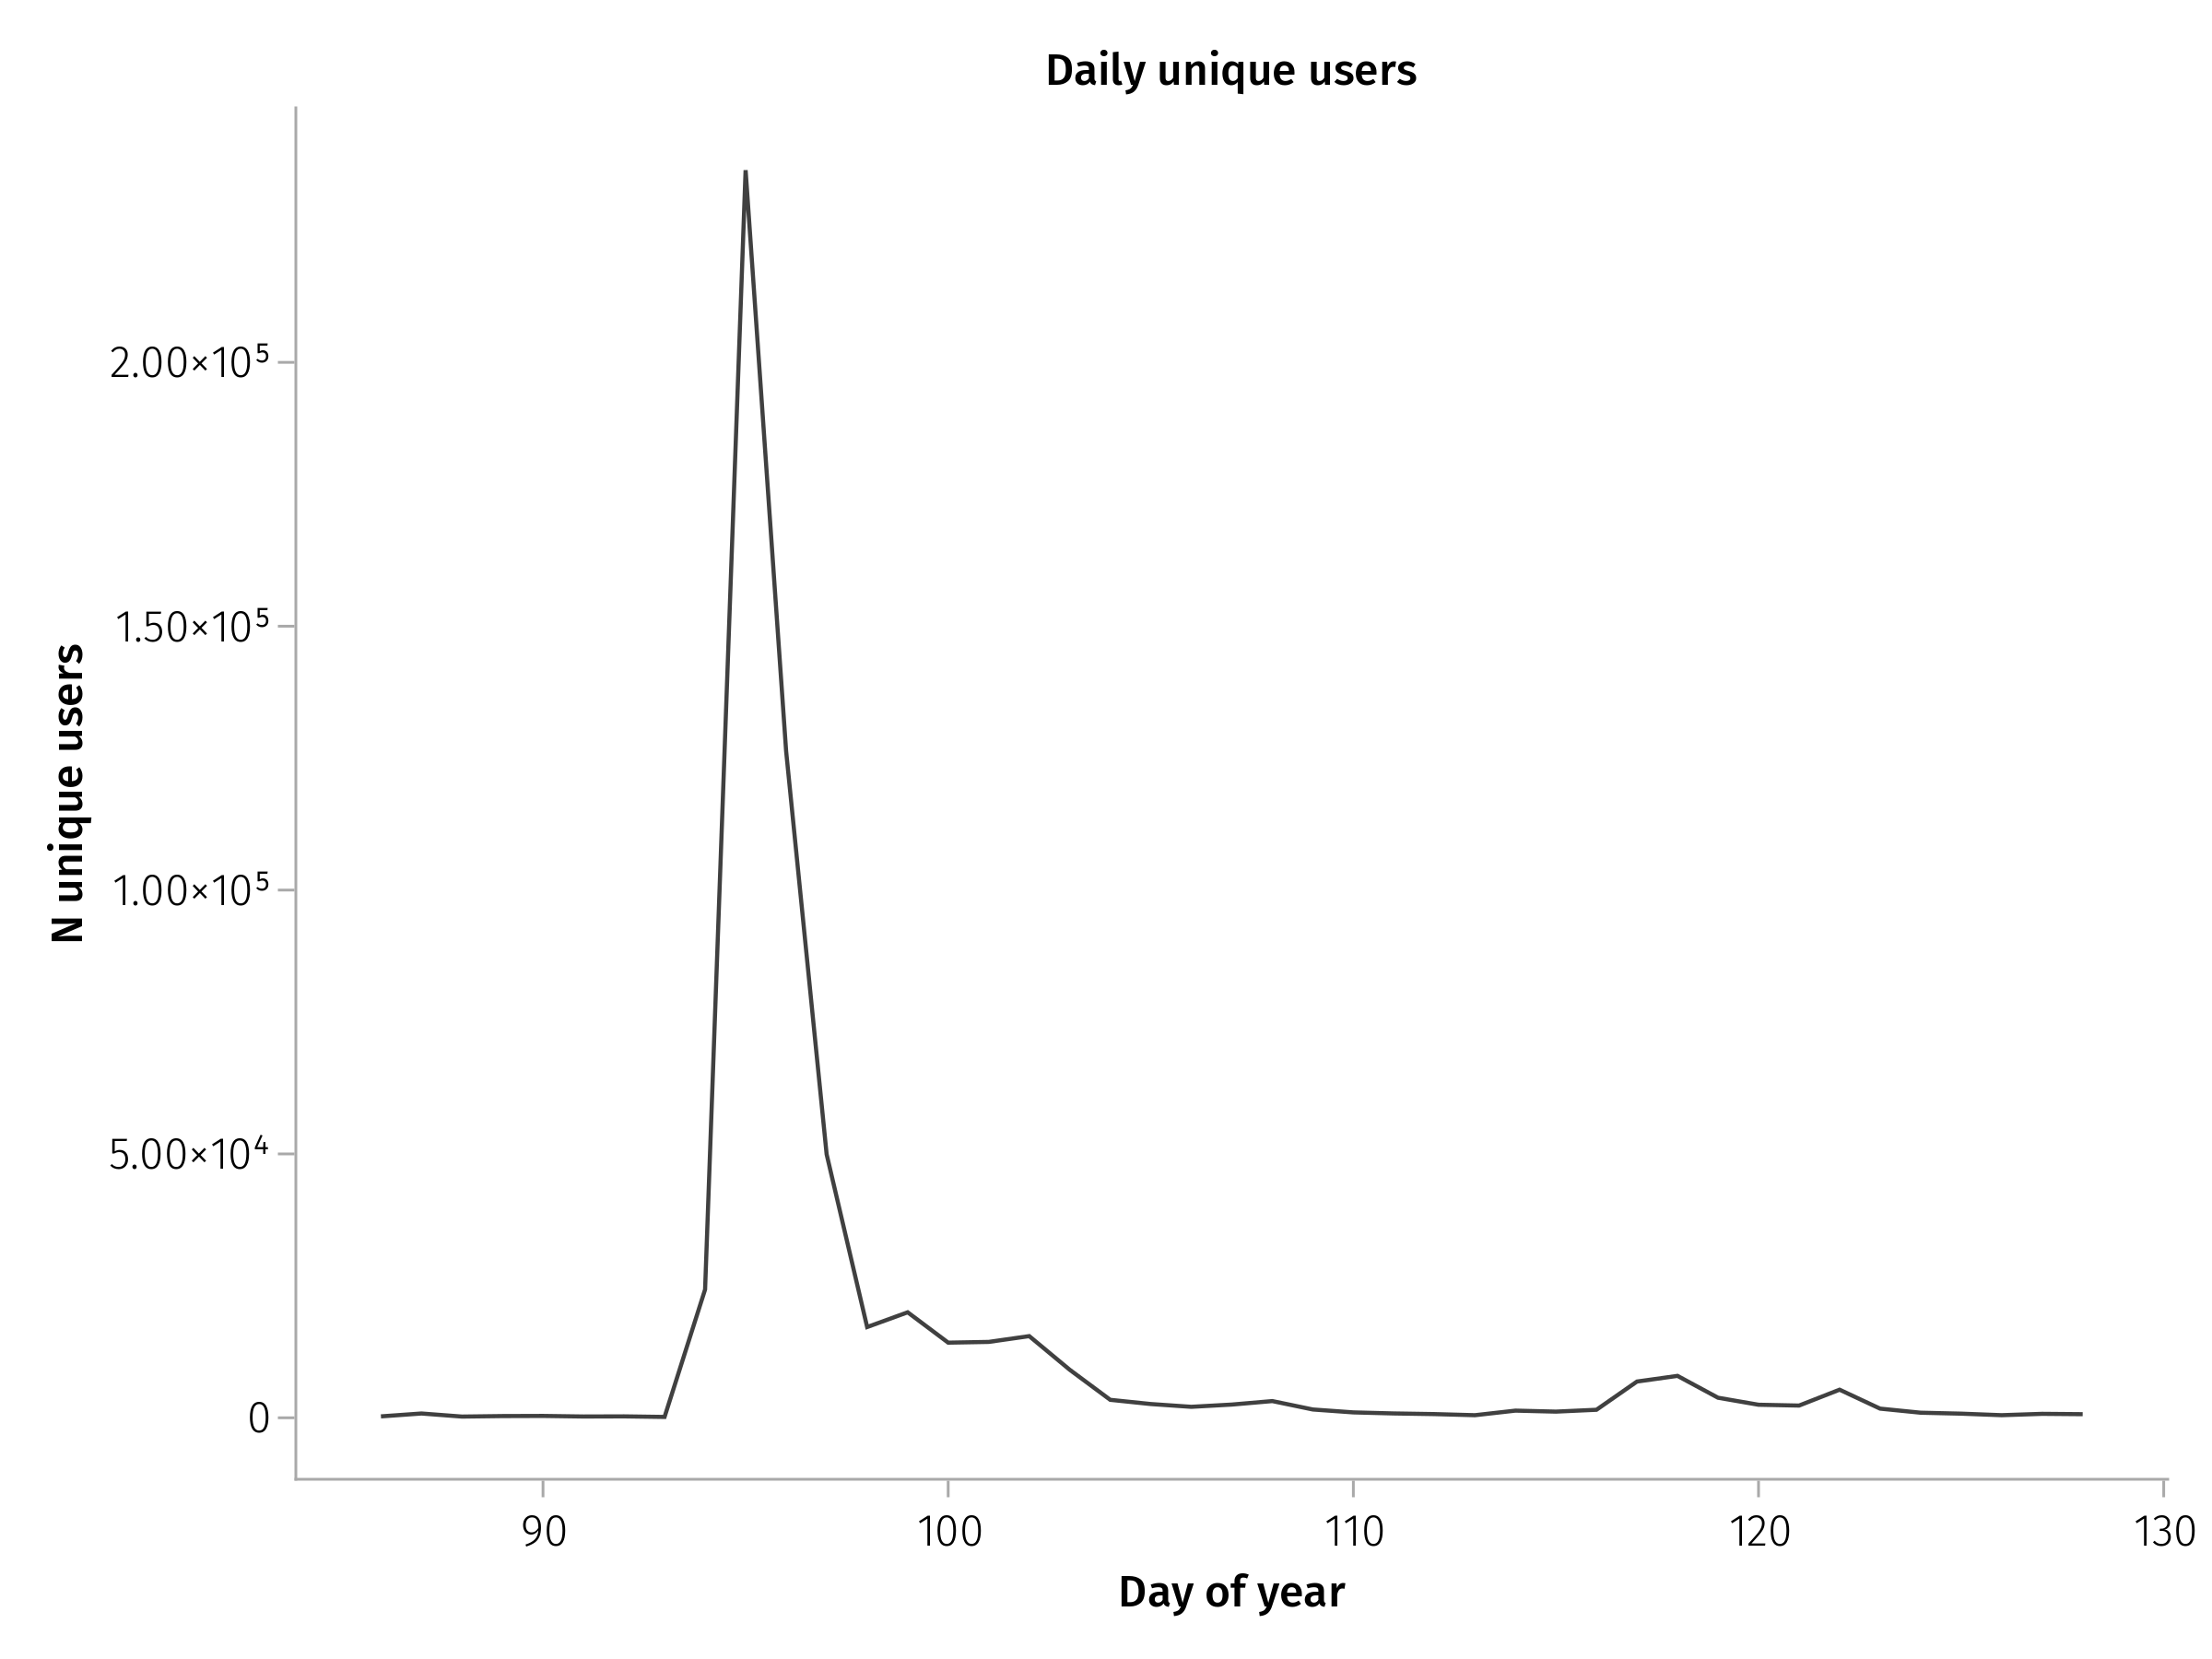 Daily unique users
N unique users
2.00×10⁵
1.50×10⁵
1.00×10⁵
5.00×10⁴
0
90 100 110 120 130
Day of year